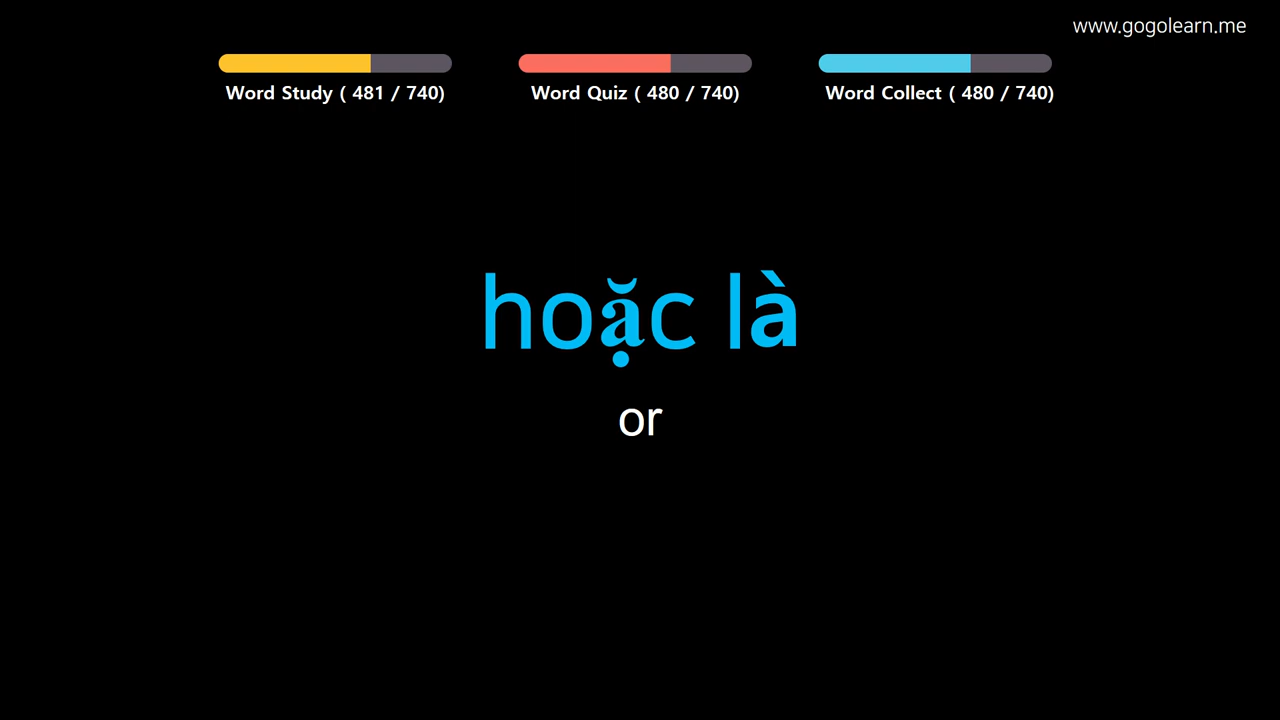 www.gogolearn.me
Word Study ( 481 / 740)
Word Quiz ( 480 / 740)
Word Collect ( 480 / 740)
hoặc là
or